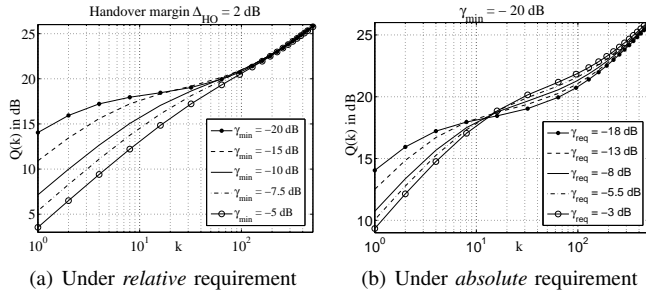 Handover margin Δ_HO = 2 dB
Q(k) in dB
25
20
15
10
5
γ_min = −20 dB
γ_min = −15 dB
γ_min = −10 dB
γ_min = −7.5 dB
γ_min = −5 dB
10^0
10^1
k
10^2
(a) Under relative requirement
γ_min = − 20 dB
Q(k) in dB
25
20
15
10
γ_req = −18 dB
γ_req = −13 dB
γ_req = −8 dB
γ_req = −5.5 dB
γ_req = −3 dB
10^0
10^1
k
10^2
(b) Under absolute requirement